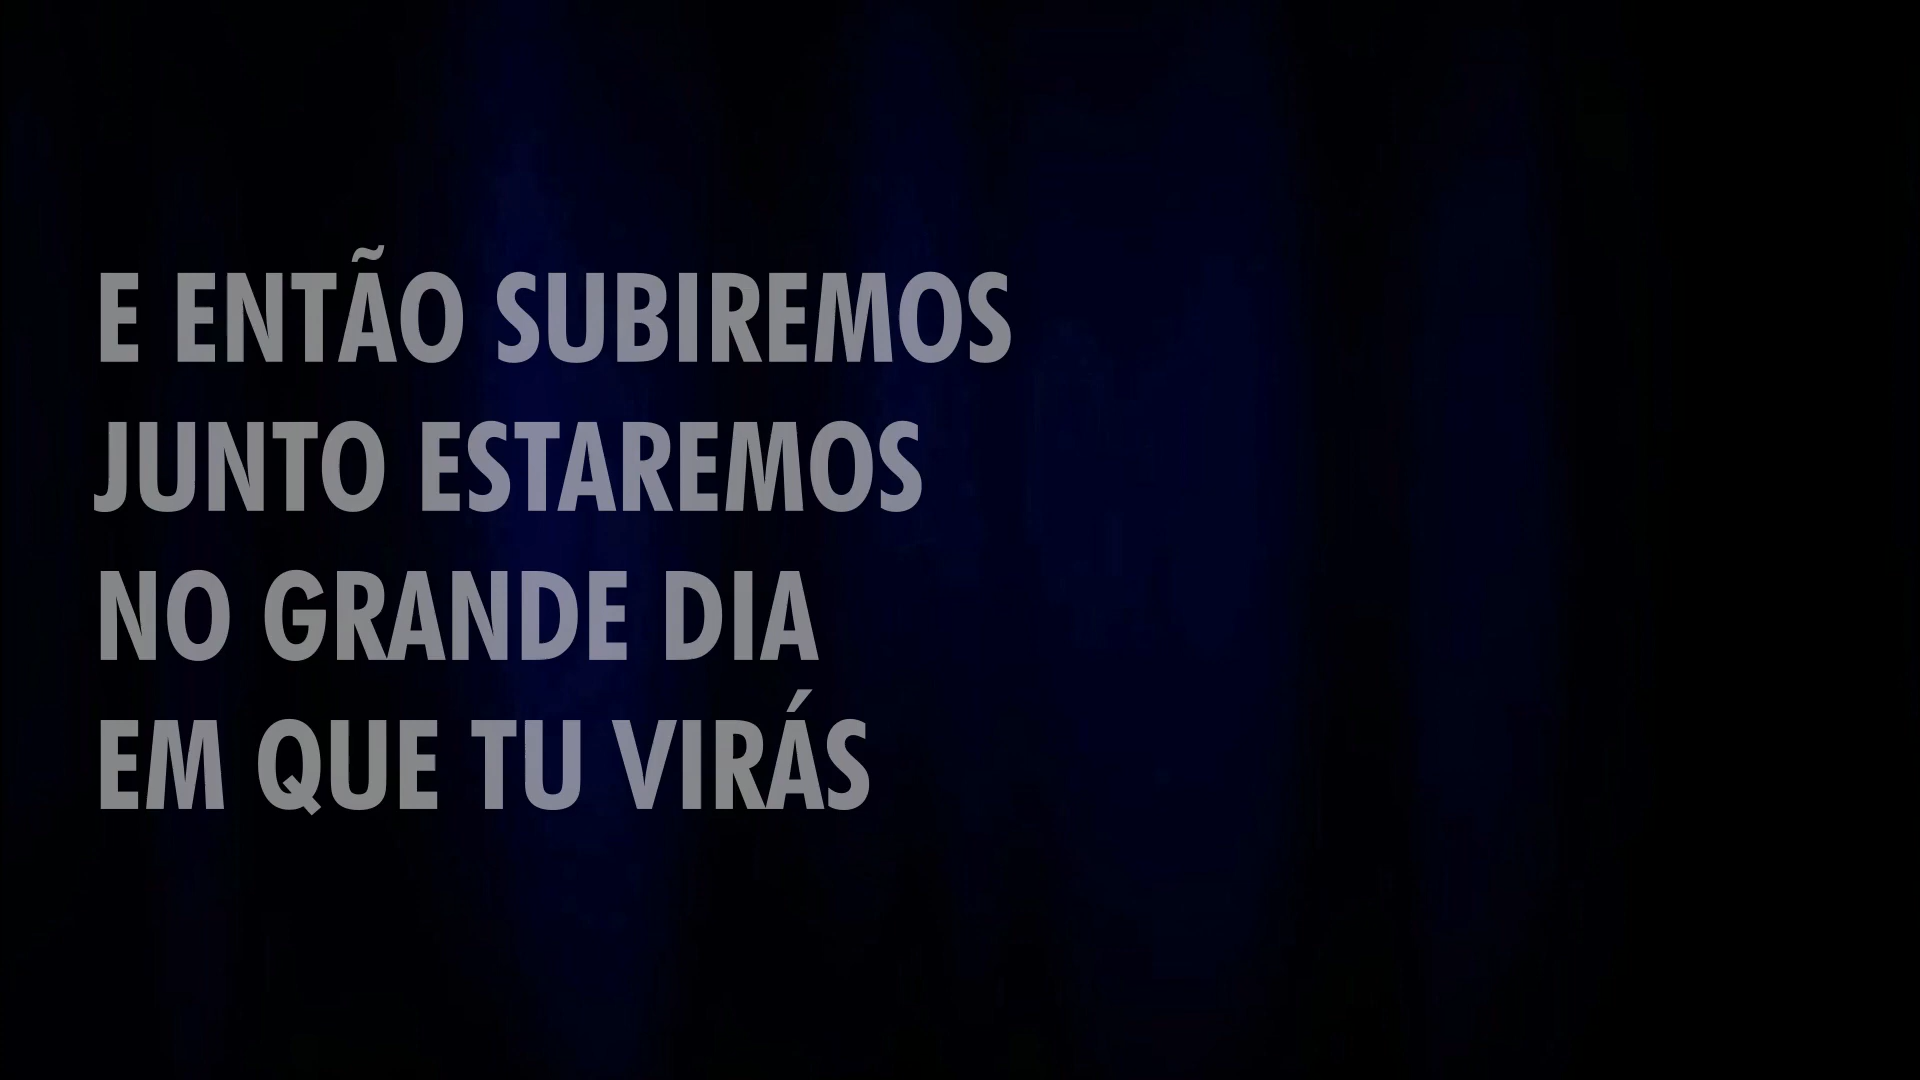 E ENTÃO SUBIREMOS
JUNTO ESTAREMOS
NO GRANDE DIA
EM QUE TU VIRÁS